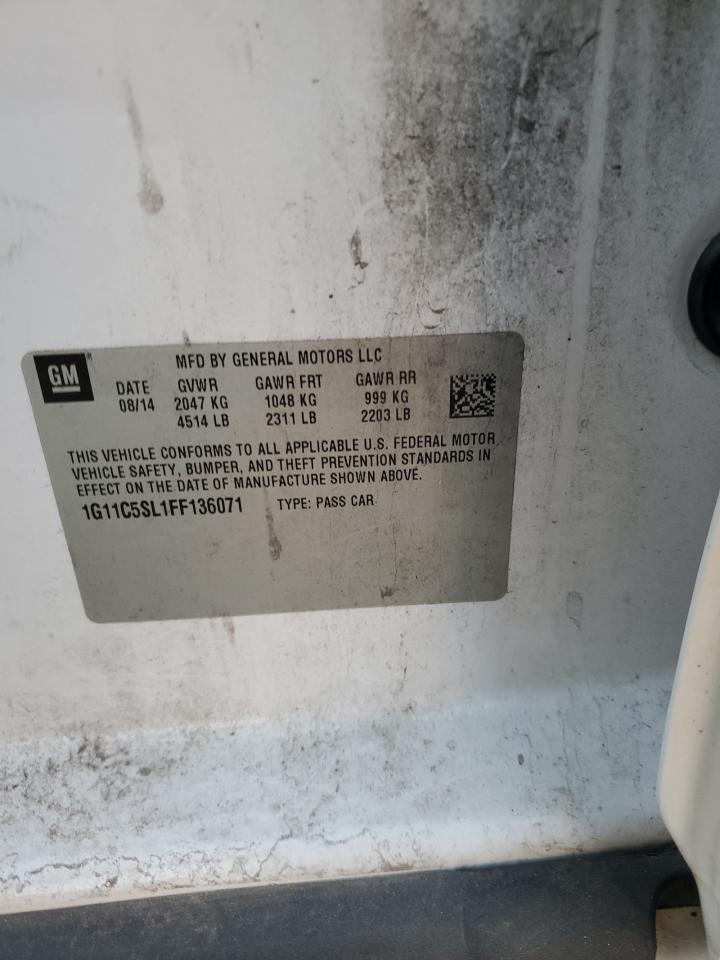 GM
MFD BY GENERAL MOTORS LLC
DATE GVWR GAWR FRT GAWR RR
08/14 2047 KG 1048 KG 999 KG
4514 LB 2311 LB 2203 LB
THIS VEHICLE CONFORMS TO ALL APPLICABLE U.S. FEDERAL MOTOR
VEHICLE SAFETY, BUMPER, AND THEFT PREVENTION STANDARDS IN
EFFECT ON THE DATE OF MANUFACTURE SHOWN ABOVE.
1G11C5SL1FF136071 TYPE: PASS CAR